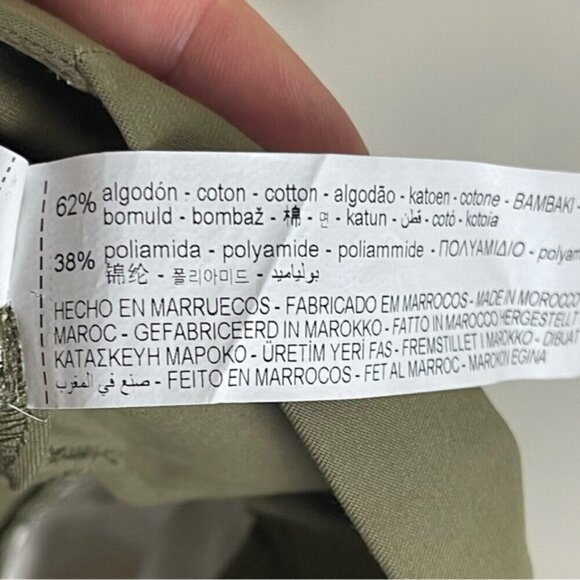 62% algodón - coton - cotton - algodão - katoen - cotone - BAMBAKI -
bomuld - bombaž - 棉 - 면 - katun - قطن - cotó - kotoia
38% poliamida - polyamide - poliammide - ΠΟΛΥΑΜΙΔΙΟ - polyam
锦纶 - 폴리아미드 - بولياميد
HECHO EN MARRUECOS - FABRICADO EM MARROCOS - MADE IN MOROCCO
MAROC - GEFABRICEERD IN MAROKKO - FATTO IN MAROCCO HERGESTELLT
ΚΑΤΑΣΚΕΥΗ ΜΑΡΟΚΟ - ÜRETİM YERİ FAS - FREMSTILLET I MAROKKO - DIBUAT
صنع في المغرب - FEITO EN MARROCOS - FET AL MARROC - MAROKON EGINA